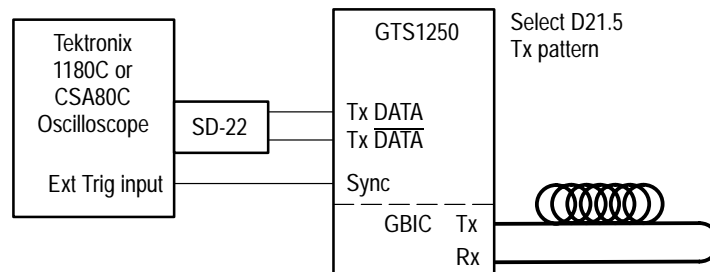 Tektronix
1180C or
CSA80C
Oscilloscope
Ext Trig input
SD-22
GTS1250
Tx DATA
Tx DATA
Sync
GBIC Tx
Rx
Select D21.5
Tx pattern